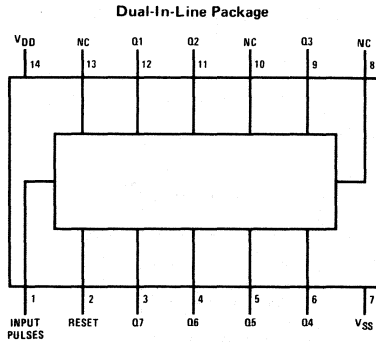 Dual-In-Line Package
VDD NC Q1 Q2 NC Q3 NC
14 13 12 11 10 9 8
1 2 3 4 5 6 7
INPUT PULSES RESET Q7 Q6 Q5 Q4 VSS